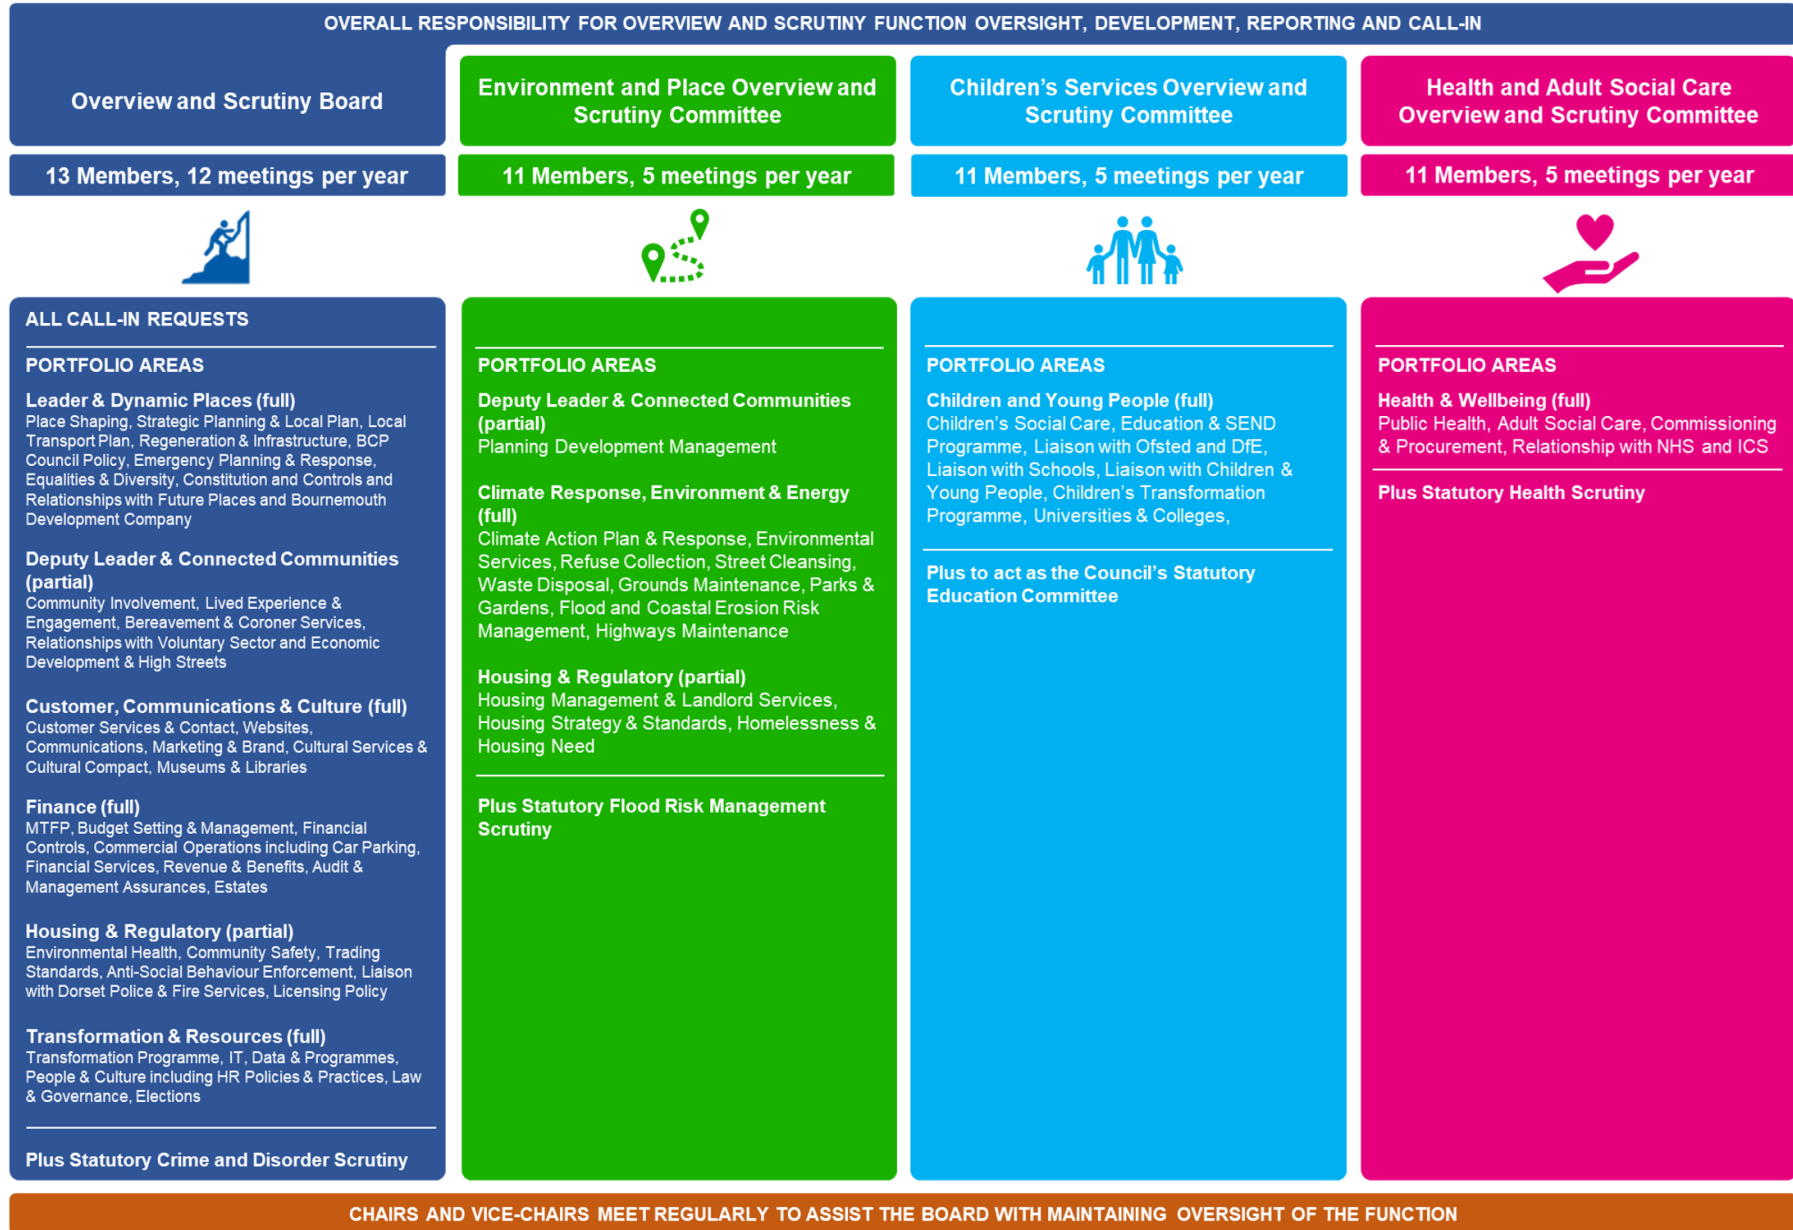 OVERALL RESPONSIBILITY FOR OVERVIEW AND SCRUTINY FUNCTION OVERSIGHT, DEVELOPMENT, REPORTING AND CALL-IN
Overview and Scrutiny Board
13 Members, 12 meetings per year
ALL CALL-IN REQUESTS
PORTFOLIO AREAS
Leader & Dynamic Places (full)
Place Shaping, Strategic Planning & Local Plan, Local
Transport Plan, Regeneration & Infrastructure, BCP
Council Policy, Emergency Planning & Response,
Equalities & Diversity, Constitution and Controls and
Relationships with Future Places and Bournemouth
Development Company
Deputy Leader & Connected Communities
(partial)
Community Involvement, Lived Experience &
Engagement, Bereavement & Coroner Services,
Relationships with Voluntary Sector and Economic
Development & High Streets
Customer, Communications & Culture (full)
Customer Services & Contact, Websites,
Communications, Marketing & Brand, Cultural Services &
Cultural Compact, Museums & Libraries
Finance (full)
MTFP, Budget Setting & Management, Financial
Controls, Commercial Operations including Car Parking,
Financial Services, Revenue & Benefits, Audit &
Management Assurances, Estates
Housing & Regulatory (partial)
Environmental Health, Community Safety, Trading
Standards, Anti-Social Behaviour Enforcement, Liaison
with Dorset Police & Fire Services, Licensing Policy
Transformation & Resources (full)
Transformation Programme, IT, Data & Programmes,
People & Culture including HR Policies & Practices, Law
& Governance, Elections
Plus Statutory Crime and Disorder Scrutiny
Environment and Place Overview and
Scrutiny Committee
11 Members, 5 meetings per year
PORTFOLIO AREAS
Deputy Leader & Connected Communities
(partial)
Planning Development Management
Climate Response, Environment & Energy
(full)
Climate Action Plan & Response, Environmental
Services, Refuse Collection, Street Cleansing,
Waste Disposal, Grounds Maintenance, Parks &
Gardens, Flood and Coastal Erosion Risk
Management, Highways Maintenance
Housing & Regulatory (partial)
Housing Management & Landlord Services,
Housing Strategy & Standards, Homelessness &
Housing Need
Plus Statutory Flood Risk Management
Scrutiny
Children's Services Overview and
Scrutiny Committee
11 Members, 5 meetings per year
PORTFOLIO AREAS
Children and Young People (full)
Children's Social Care, Education & SEND
Programme, Liaison with Ofsted and DfE,
Liaison with Schools, Liaison with Children &
Young People, Children's Transformation
Programme, Universities & Colleges,
Plus to act as the Council's Statutory
Education Committee
Health and Adult Social Care
Overview and Scrutiny Committee
11 Members, 5 meetings per year
PORTFOLIO AREAS
Health & Wellbeing (full)
Public Health, Adult Social Care, Commissioning
& Procurement, Relationship with NHS and ICS
Plus Statutory Health Scrutiny
CHAIRS AND VICE-CHAIRS MEET REGULARLY TO ASSIST THE BOARD WITH MAINTAINING OVERSIGHT OF THE FUNCTION